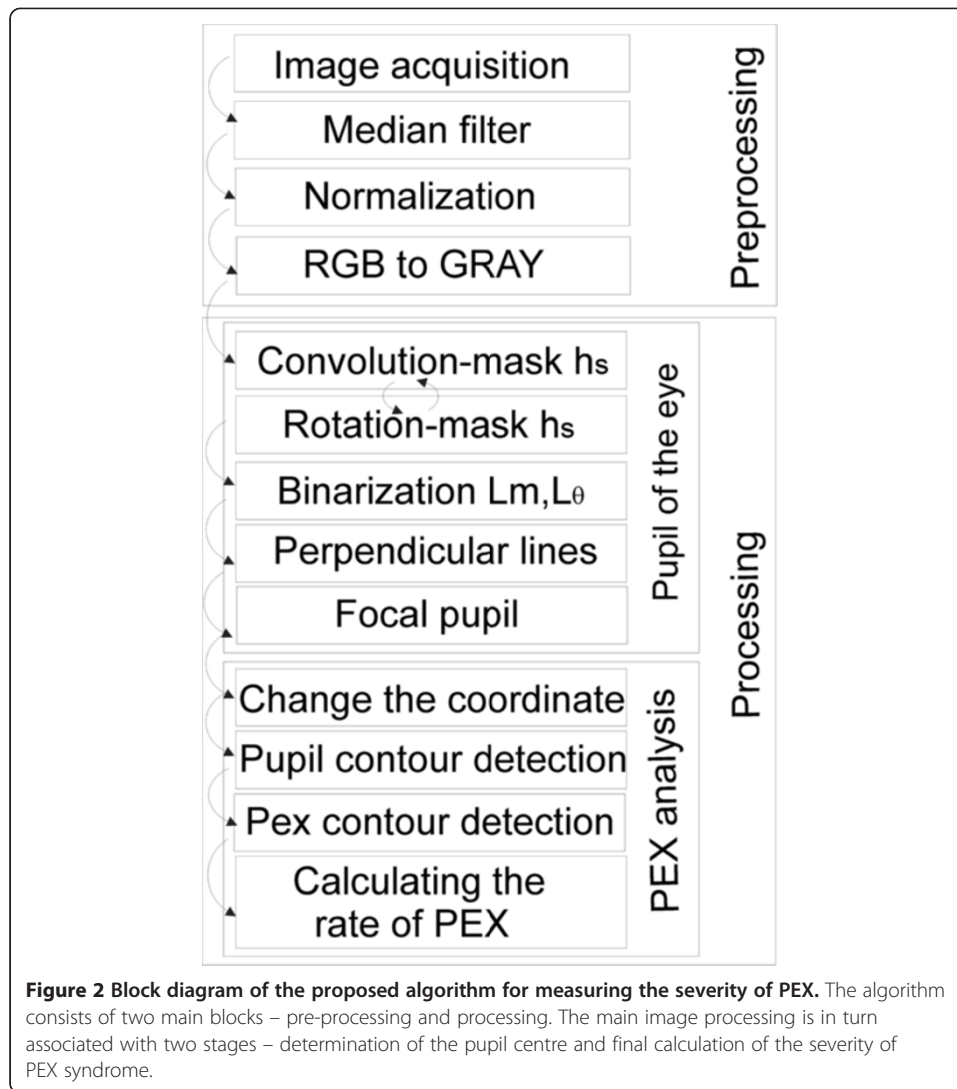 Image acquisition
Median filter
Normalization
RGB to GRAY
Preprocessing
Convolution-mask hs
Rotation-mask hs
Binarization Lm,Lθ
Perpendicular lines
Focal pupil
Pupil of the eye
Change the coordinate
Pupil contour detection
Pex contour detection
Calculating the
rate of PEX
PEX analysis
Processing
Figure 2 Block diagram of the proposed algorithm for measuring the severity of PEX. The algorithm
consists of two main blocks – pre-processing and processing. The main image processing is in turn
associated with two stages – determination of the pupil centre and final calculation of the severity of
PEX syndrome.